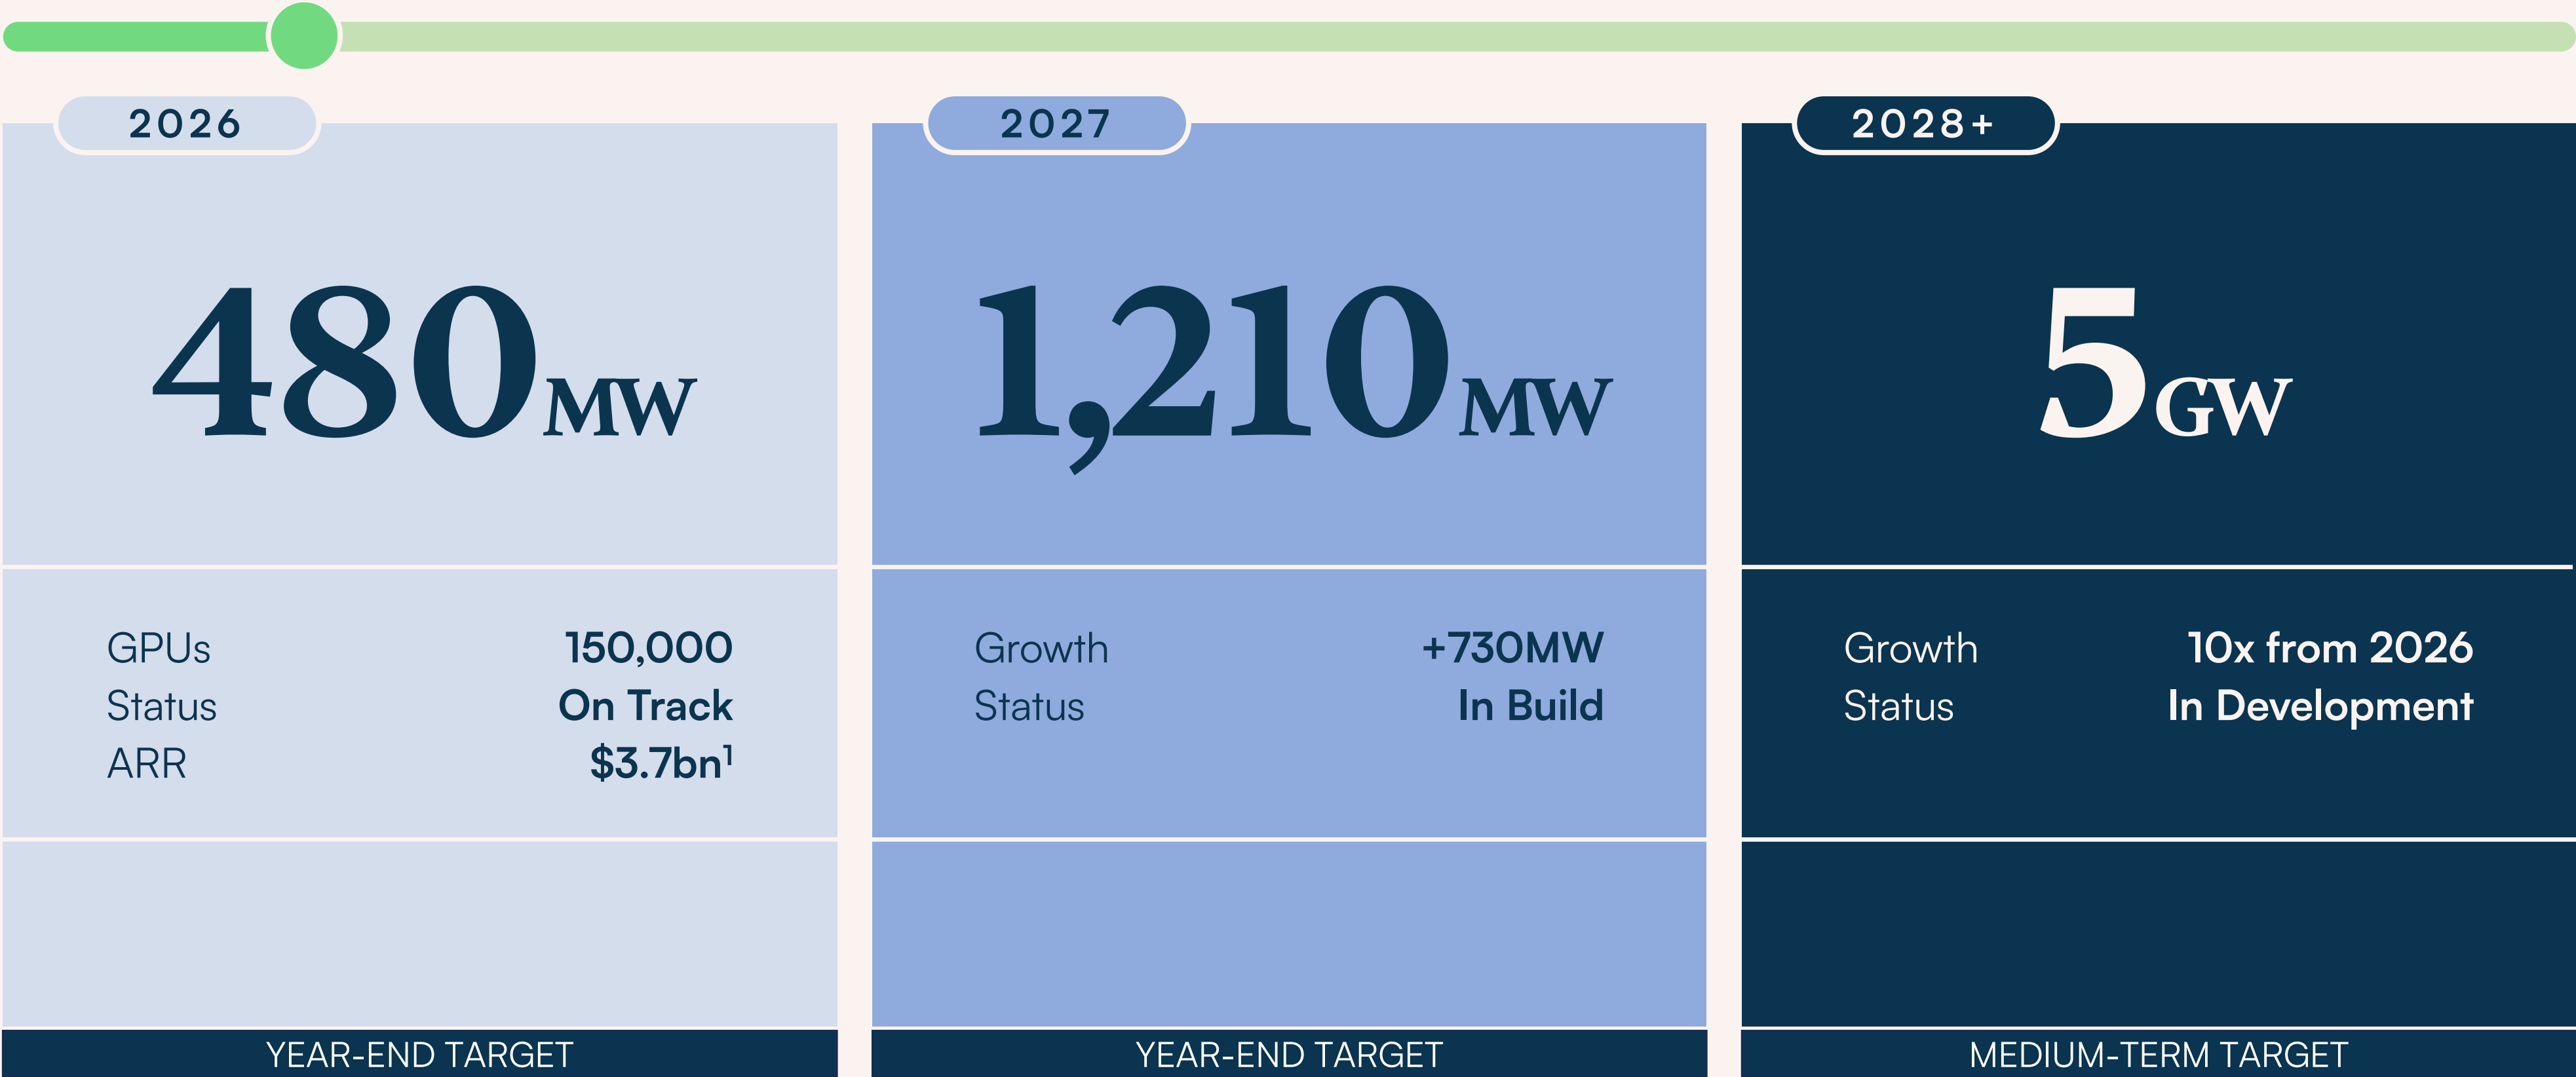 2026
480MW
GPUs 150,000
Status On Track
ARR $3.7bn¹
YEAR-END TARGET
2027
1,210MW
Growth +730MW
Status In Build
YEAR-END TARGET
2028+
5GW
Growth 10x from 2026
Status In Development
MEDIUM-TERM TARGET